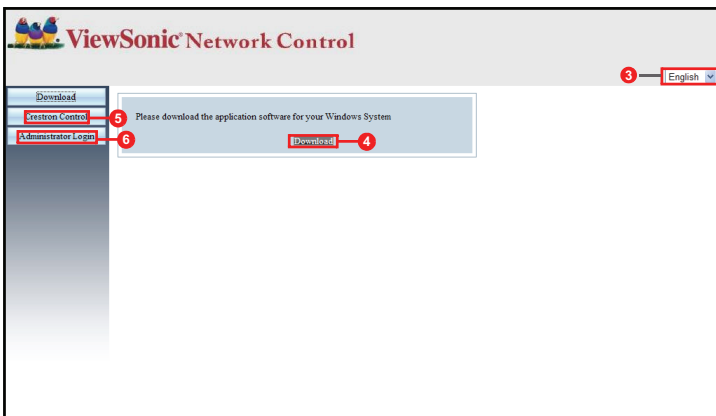 ViewSonic® Network Control
3
English
Download
Crestron Control
5
Administrator Login
6
Please download the application software for your Windows System
Download
4